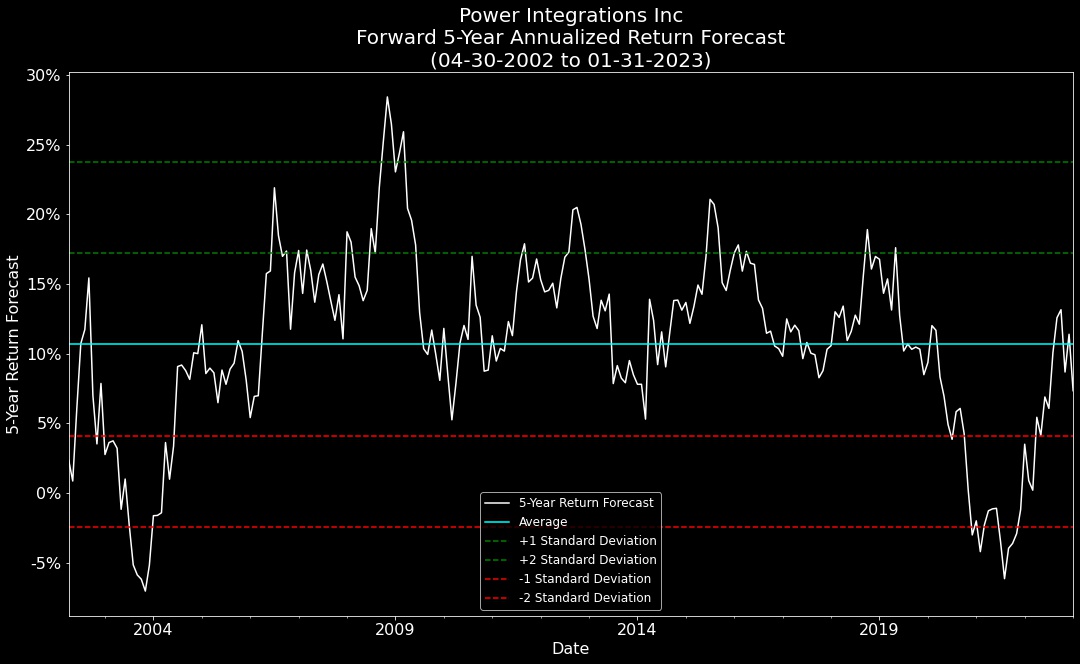 Power Integrations Inc
Forward 5-Year Annualized Return Forecast
(04-30-2002 to 01-31-2023)
30%
25%
20%
15%
10%
5%
0%
-5%
5-Year Return Forecast
5-Year Return Forecast
Average
+1 Standard Deviation
+2 Standard Deviation
-1 Standard Deviation
-2 Standard Deviation
2004
2009
2014
2019
Date